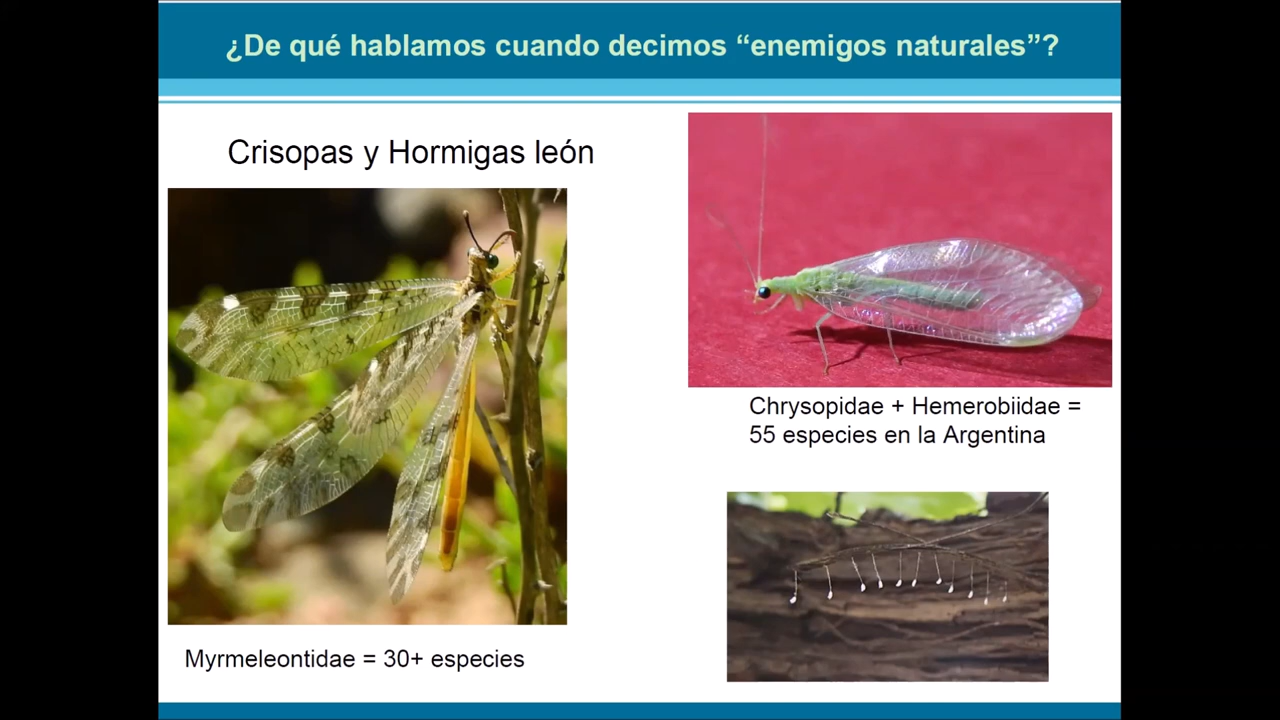 ¿De qué hablamos cuando decimos “enemigos naturales”?
Crisopas y Hormigas león
Chrysopidae + Hemerobiidae =
55 especies en la Argentina
Myrmeleontidae = 30+ especies